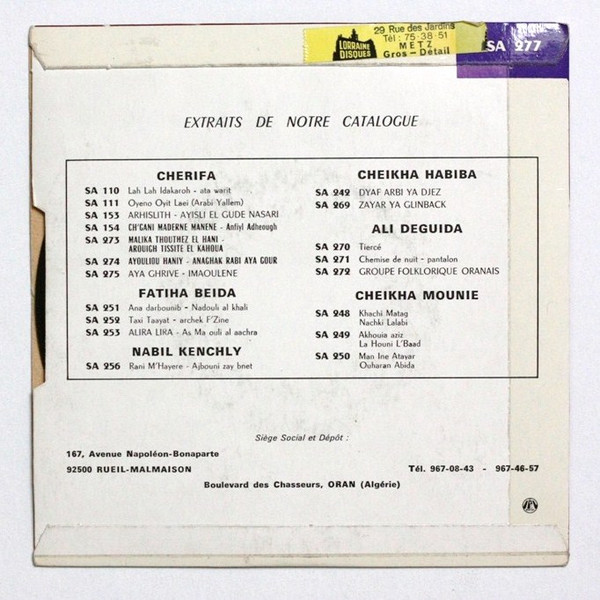 29 Rue des Jardins
Tél : 75-38-51
METZ
Gros - Détail
LORRAINE
DISQUES
SA 277
EXTRAITS DE NOTRE CATALOGUE
CHERIFA
SA 110 Lah Lah Idakaroh - ata warit
SA 111 Oyeno Oyit Laei (Arabi Yallem)
SA 153 ARHISLITH - AYISLI EL GUDE NASARI
SA 154 CH'GANI MADERNE MANENE - Anfiyl Adheough
SA 273 MALIKA THOUTHEZ EL HANI -
AROUIGH TISSITE EL KAHOUA
SA 274 AYOULIOU HANIY - ANAGHAK RABI AYA GOUR
SA 275 AYA GHRIVE - IMAOULENE
FATIHA BEIDA
SA 251 Ana darbounib - Nadouli al khali
SA 252 Taxi Taayat - archek F'Zine
SA 253 ALIRA LIRA - As Ma ouli al aachra
NABIL KENCHLY
SA 256 Rani M'Hayere - Ajbouni zay bnet
CHEIKHA HABIBA
SA 242 DYAF ARBI YA DJEZ
SA 269 ZAYAR YA GLINBACK
ALI DEGUIDA
SA 270 Tiercé
SA 271 Chemise de nuit - pantalon
SA 272 GROUPE FOLKLORIQUE ORANAIS
CHEIKHA MOUNIE
SA 248 Khachi Matag
Nachki Lalabi
SA 249 Akhouia aziz
La Houni L'Baad
SA 250 Man Ine Atayar
Ouharan Abida
Siège Social et Dépôt :
167, Avenue Napoléon-Bonaparte
92500 RUEIL-MALMAISON Tél. 967-08-43 - 967-46-57
Boulevard des Chasseurs, ORAN (Algérie)